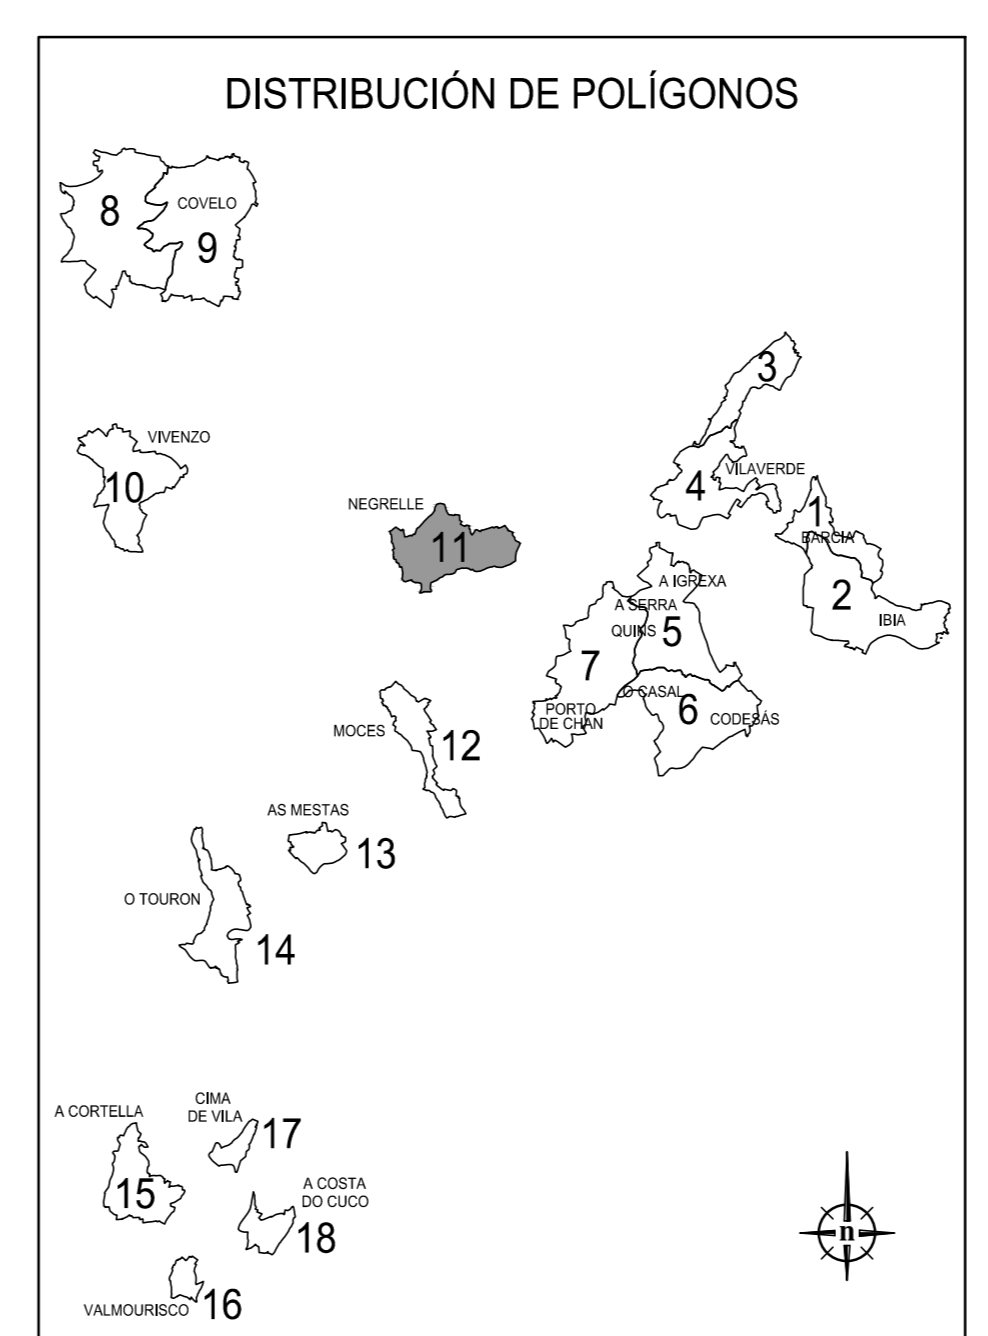 DISTRIBUCIÓN DE POLÍGONOS
8
COVELO
9
3
VIVENZO
10
VILAVERDE
4
NEGRELLE
11
1
BARCIA
A IGREXA
2
A SERRA
IBIA
QUINS
5
7
O CASAL
6
PORTO
DE CHAN
CODESÁS
MOCES
12
AS MESTAS
13
O TOURON
14
A CORTELLA
CIMA
DE VILA
17
15
A COSTA
DO CUCO
18
n
VALMOURISCO
16